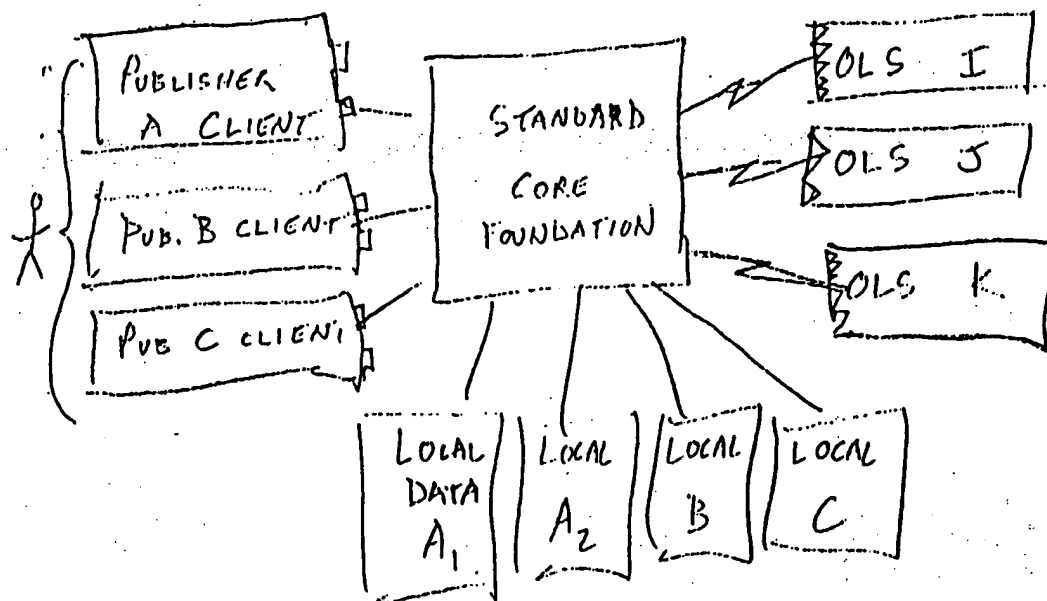 PUBLISHER
A CLIENT
PUB. B CLIENT
PUB C CLIENT
STANDARD
CORE
FOUNDATION
OLS I
OLS J
OLS K
LOCAL
DATA
A₁
LOCAL
A₂
LOCAL
B
LOCAL
C